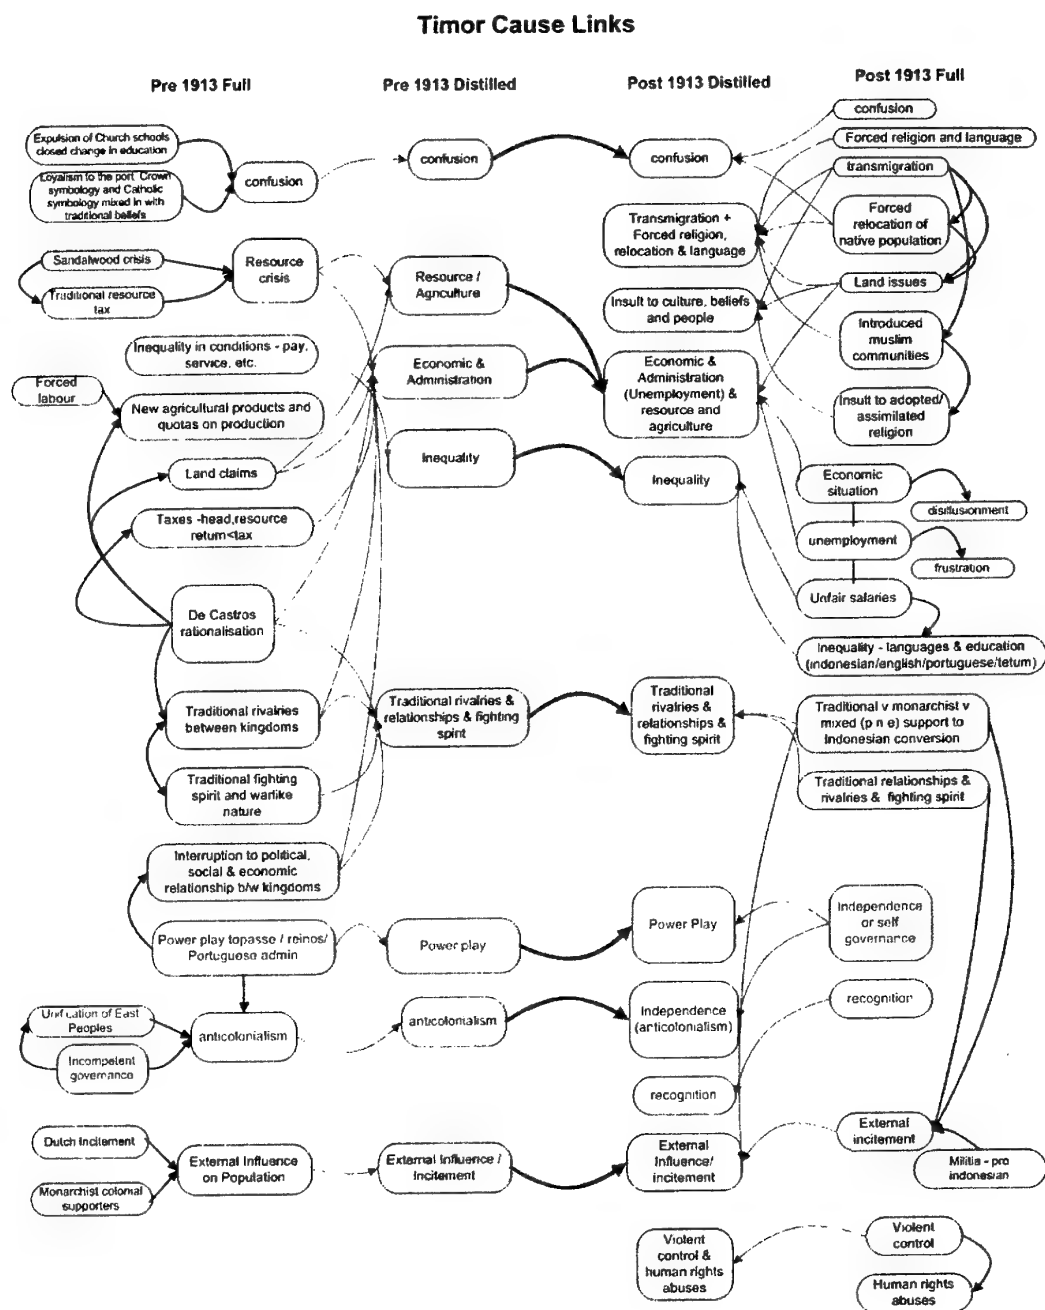 Timor Cause Links
Pre 1913 Full
Pre 1913 Distilled
Post 1913 Distilled
Post 1913 Full
Expulsion of Church schools
closed change in education
Loyalism to the port Crown
symbology and Catholic
symbology mixed in with
traditional beliefs
confusion
Sandalwood crisis
Traditional resource
tax
Resource
crisis
Inequality in conditions - pay,
service, etc.
Forced
labour
New agricultural products and
quotas on production
Land claims
Taxes -head,resource
return<tax
De Castros
rationalisation
Traditional rivalries
between kingdoms
Traditional fighting
spirit and warlike
nature
Interruption to political,
social & economic
relationship b/w kingdoms
Power play topasse / reinos/
Portuguese admin
Unification of East
Peoples
Incompetent
governance
anticolonialism
Dutch Incitement
Monarchist colonial
supporters
External Influence
on Population
confusion
Resource /
Agriculture
Economic &
Administration
Inequality
Traditional rivalries &
relationships & fighting
spirit
Power play
anticolonialism
External Influence /
Incitement
confusion
Transmigration +
Forced religion,
relocation & language
Insult to culture, beliefs
and people
Economic &
Administration
(Unemployment) &
resource and
agriculture
Inequality
Traditional
rivalries &
relationships &
fighting spirit
Power Play
Independence
(anticolonialism)
recognition
External
Influence/
incitement
Violent
control &
human rights
abuses
confusion
Forced religion and language
transmigration
Forced
relocation of
native population
Land issues
Introduced
muslim
communities
Insult to adopted/
assimilated
religion
Economic
situation
disillusionment
unemployment
frustration
Unfair salaries
Inequality - languages & education
(indonesian/english/portuguese/tetum)
Traditional v monarchist v
mixed (p n e) support to
Indonesian conversion
Traditional relationships &
rivalries & fighting spirit
Independence
or self
governance
recognition
External
incitement
Militia - pro
indonesian
Violent
control
Human rights
abuses